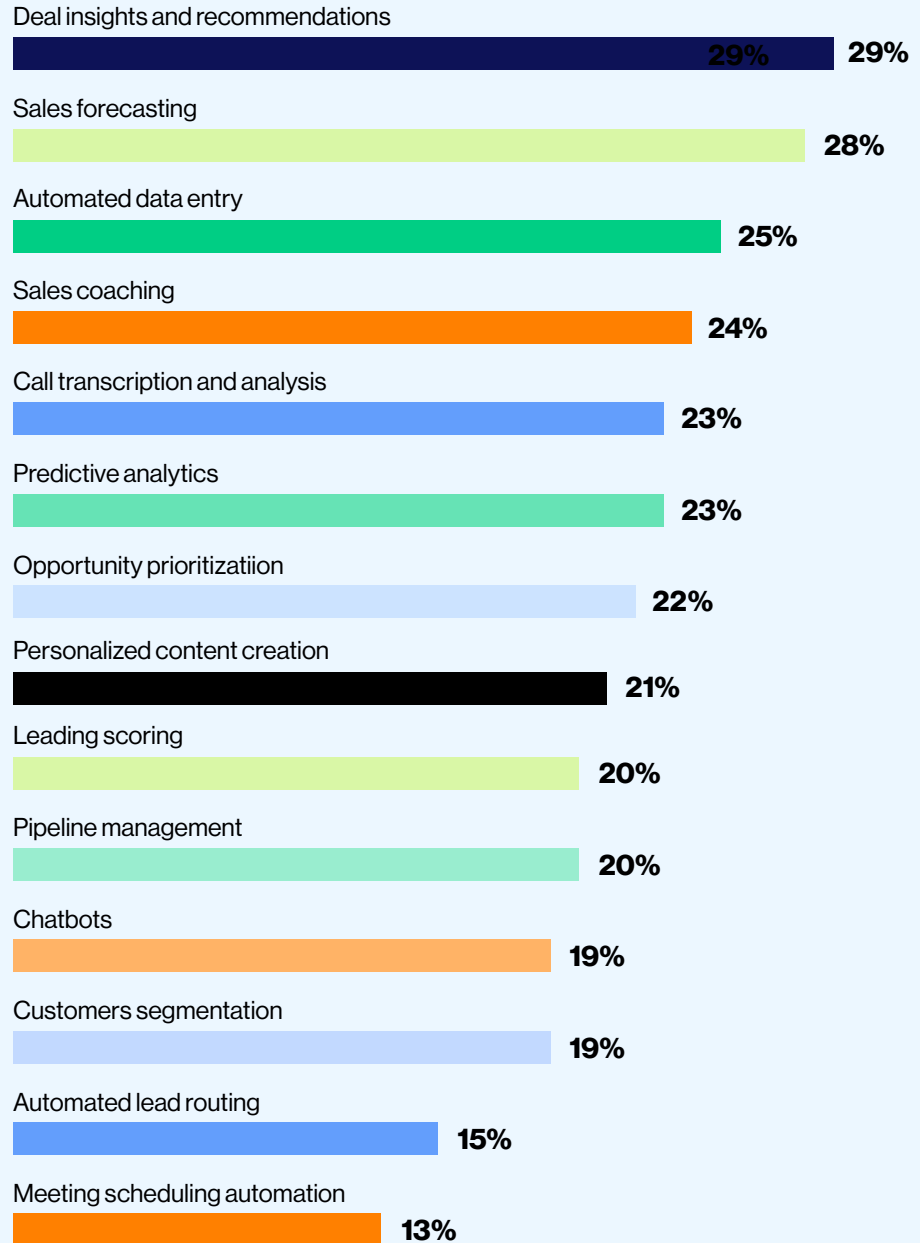 Deal insights and recommendations
29% 29%
Sales forecasting
28%
Automated data entry
25%
Sales coaching
24%
Call transcription and analysis
23%
Predictive analytics
23%
Opportunity prioritizatiion
22%
Personalized content creation
21%
Leading scoring
20%
Pipeline management
20%
Chatbots
19%
Customers segmentation
19%
Automated lead routing
15%
Meeting scheduling automation
13%